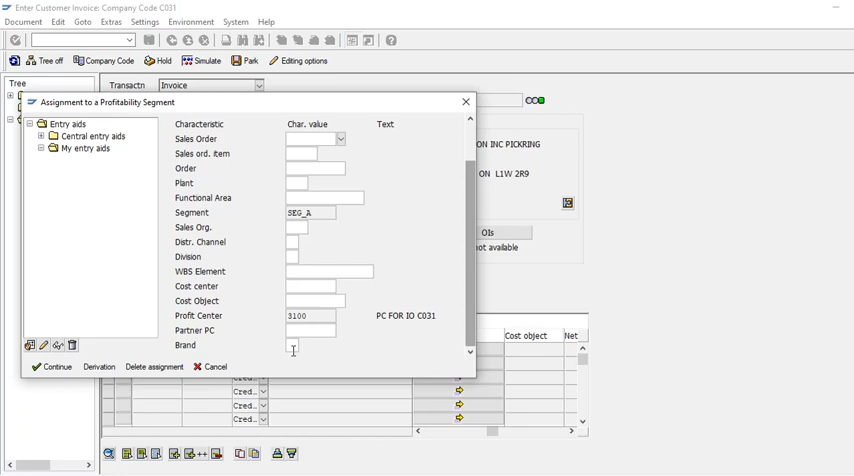 Enter Customer Invoice: Company Code C031
Document Edit Goto Extras Settings Environment System Help
Tree off Company Code Hold Simulate Park Editing options
Tree
Transactn Invoice
Assignment to a Profitability Segment
Entry aids
Central entry aids
My entry aids
Characteristic Char. value Text
Sales Order
Sales ord. item
Order
Plant
Functional Area
Segment SEG_A
Sales Org.
Distr. Channel
Division
WBS Element
Cost center
Cost Object
Profit Center 3100 PC FOR IO C031
Partner PC
Brand
Continue Derivation Delete assignment Cancel
ON INC PICKRING
ON L1W 2R9
OIs
not available
Cost object Net
Cred...
Cred...
Cred...
Cred...